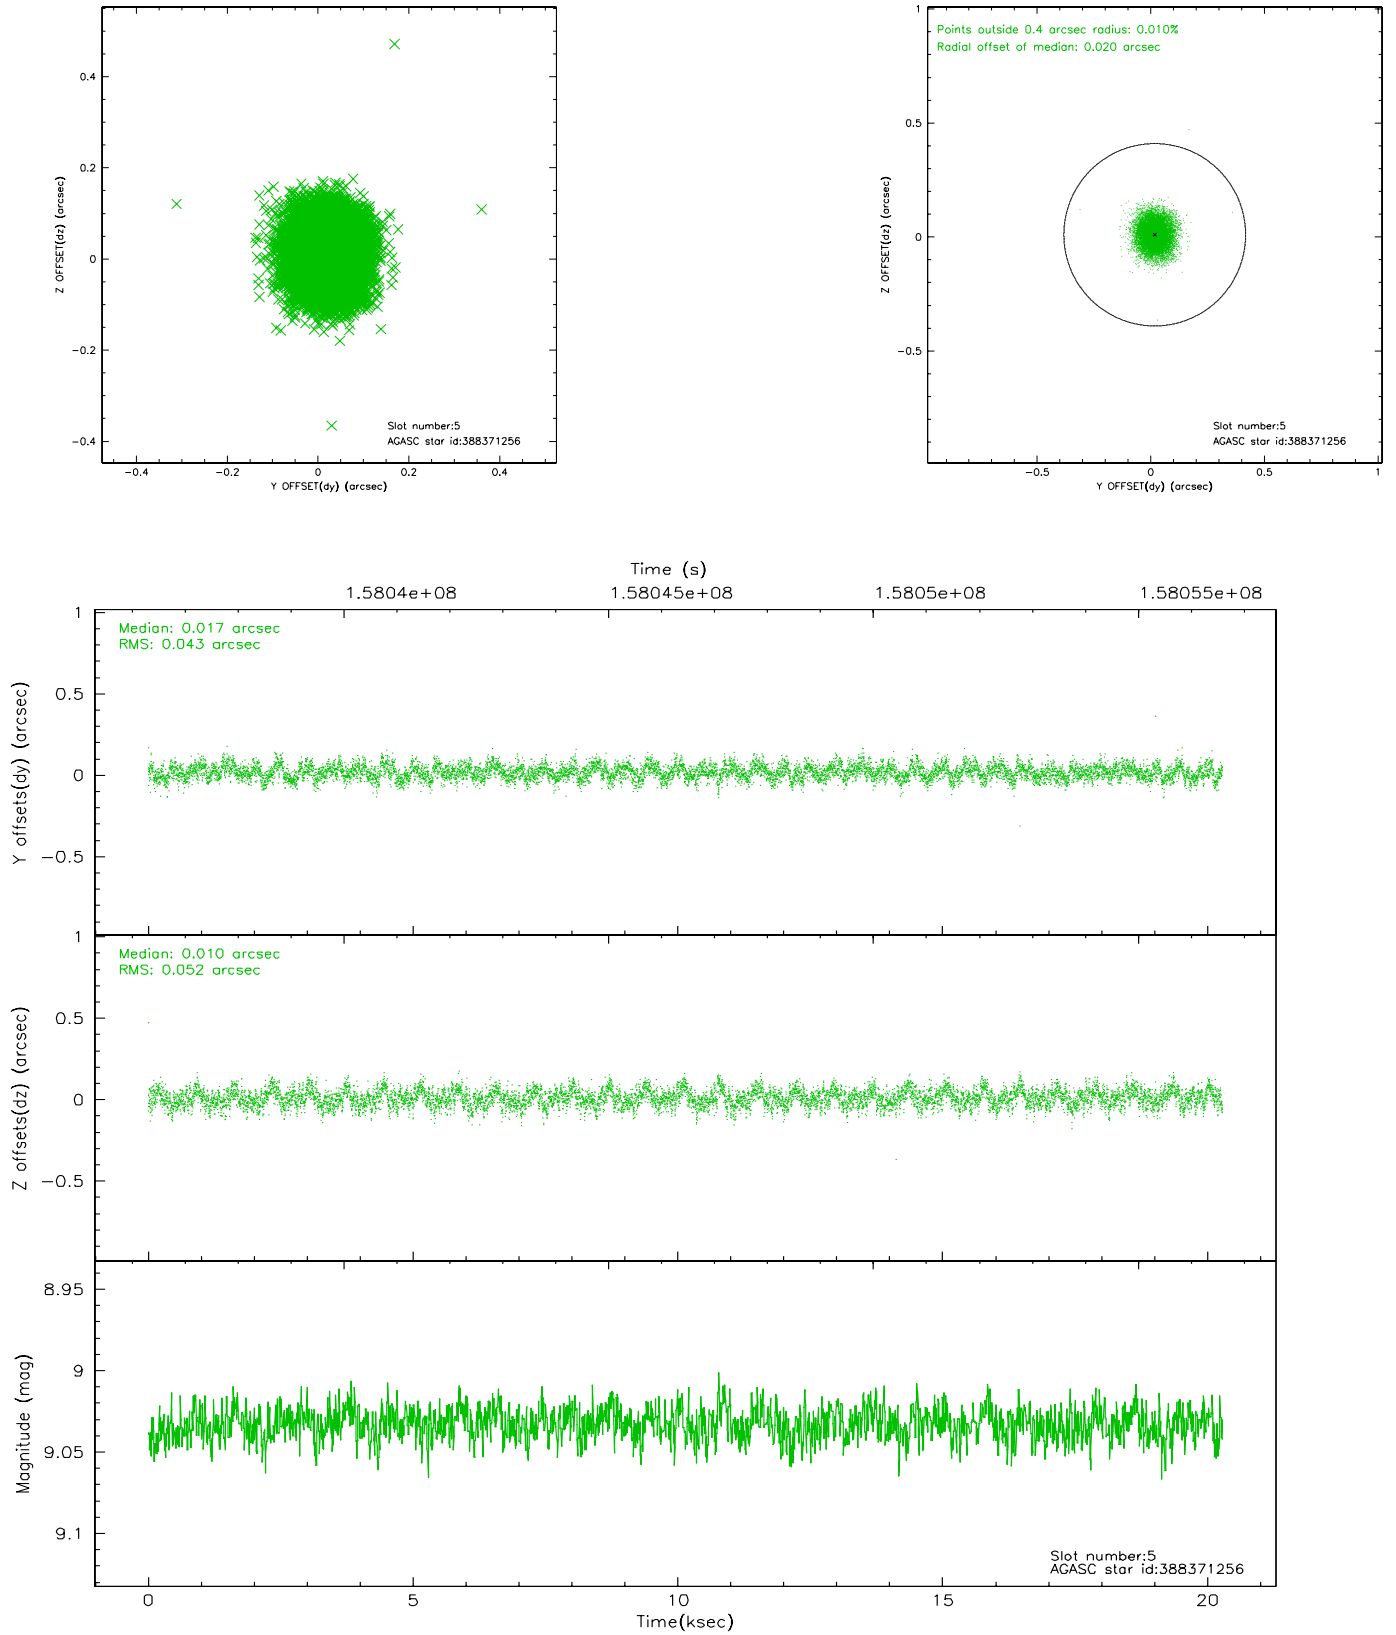 0.4
0.2
0
−0.2
−0.4
Z OFFSET(dz) (arcsec)
Slot number:5
AGASC star id:388371256
−0.4 −0.2 0 0.2 0.4
Y OFFSET(dy) (arcsec)
Points outside 0.4 arcsec radius: 0.010%
Radial offset of median: 0.020 arcsec
1
0.5
0
−0.5
Z OFFSET(dz) (arcsec)
Slot number:5
AGASC star id:388371256
−0.5 0 0.5 1
Y OFFSET(dy) (arcsec)
Time (s)
1.5804e+08 1.58045e+08 1.5805e+08 1.58055e+08
Median: 0.017 arcsec
RMS: 0.043 arcsec
1
0.5
0
−0.5
Y offsets(dy) (arcsec)
Median: 0.010 arcsec
RMS: 0.052 arcsec
1
0.5
0
−0.5
Z offsets(dz) (arcsec)
8.95
9
9.05
9.1
Magnitude (mag)
Slot number:5
AGASC star id:388371256
0 5 10 15 20
Time(ksec)